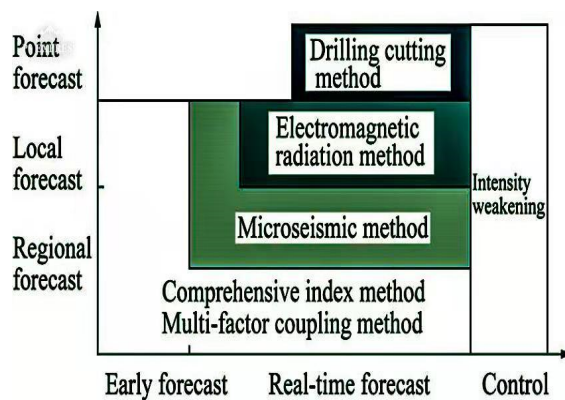 Point
forecast
Drilling cutting
method
Electromagnetic
radiation method
Local
forecast
Intensity
weakening
Microseismic method
Regional
forecast
Comprehensive index method
Multi-factor coupling method
Early forecast
Real-time forecast
Control